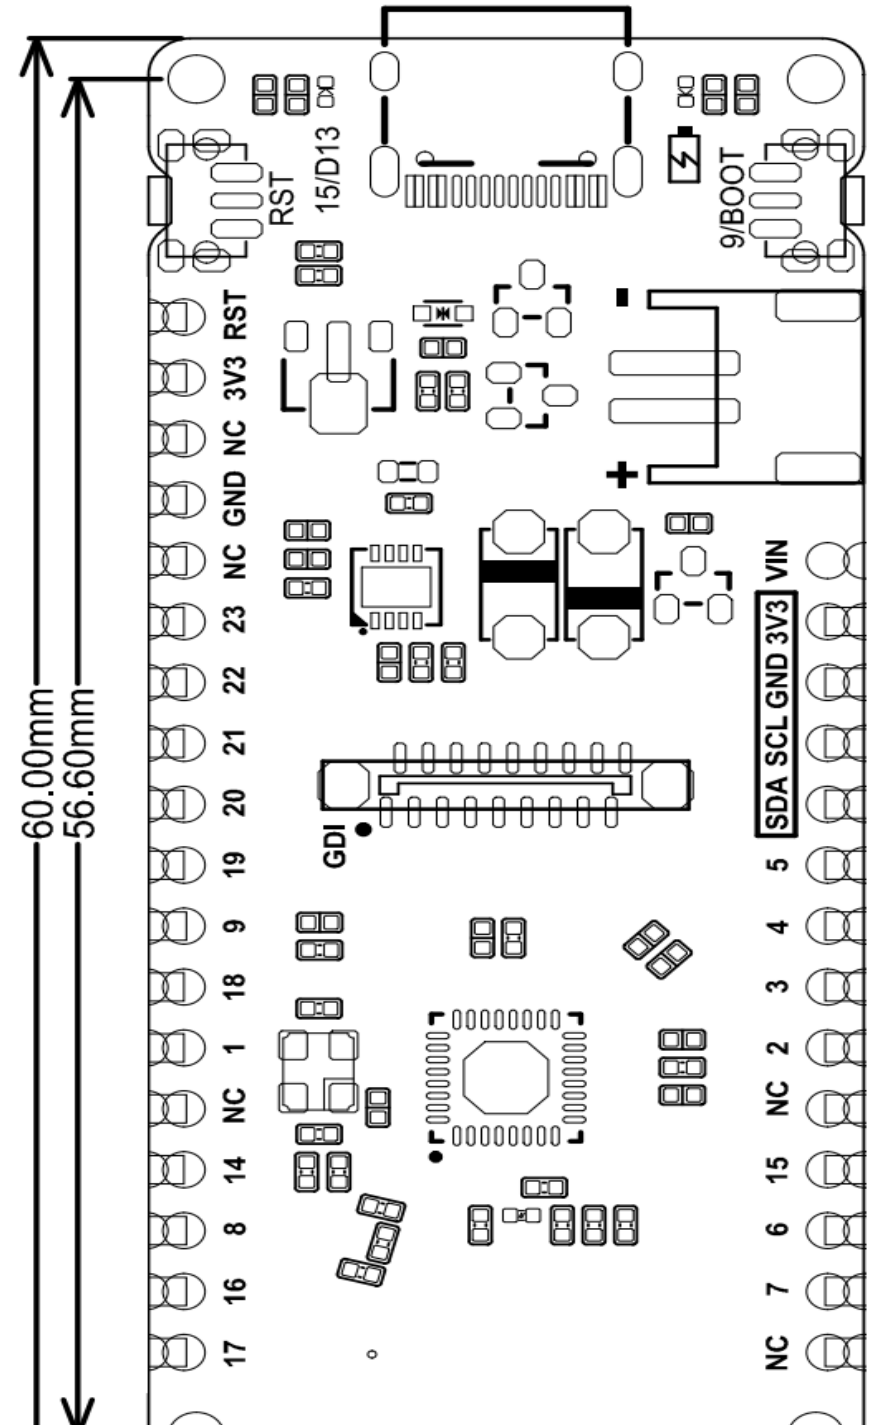 15/D13
RST
9/BOOT
-
+
RST
3V3
NC
GND
NC
23
22
21
20
19
9
18
1
NC
14
8
16
17
VIN
3V3
GND
SCL
SDA
5
4
3
2
NC
15
6
7
NC
GDI
60.00mm
56.60mm